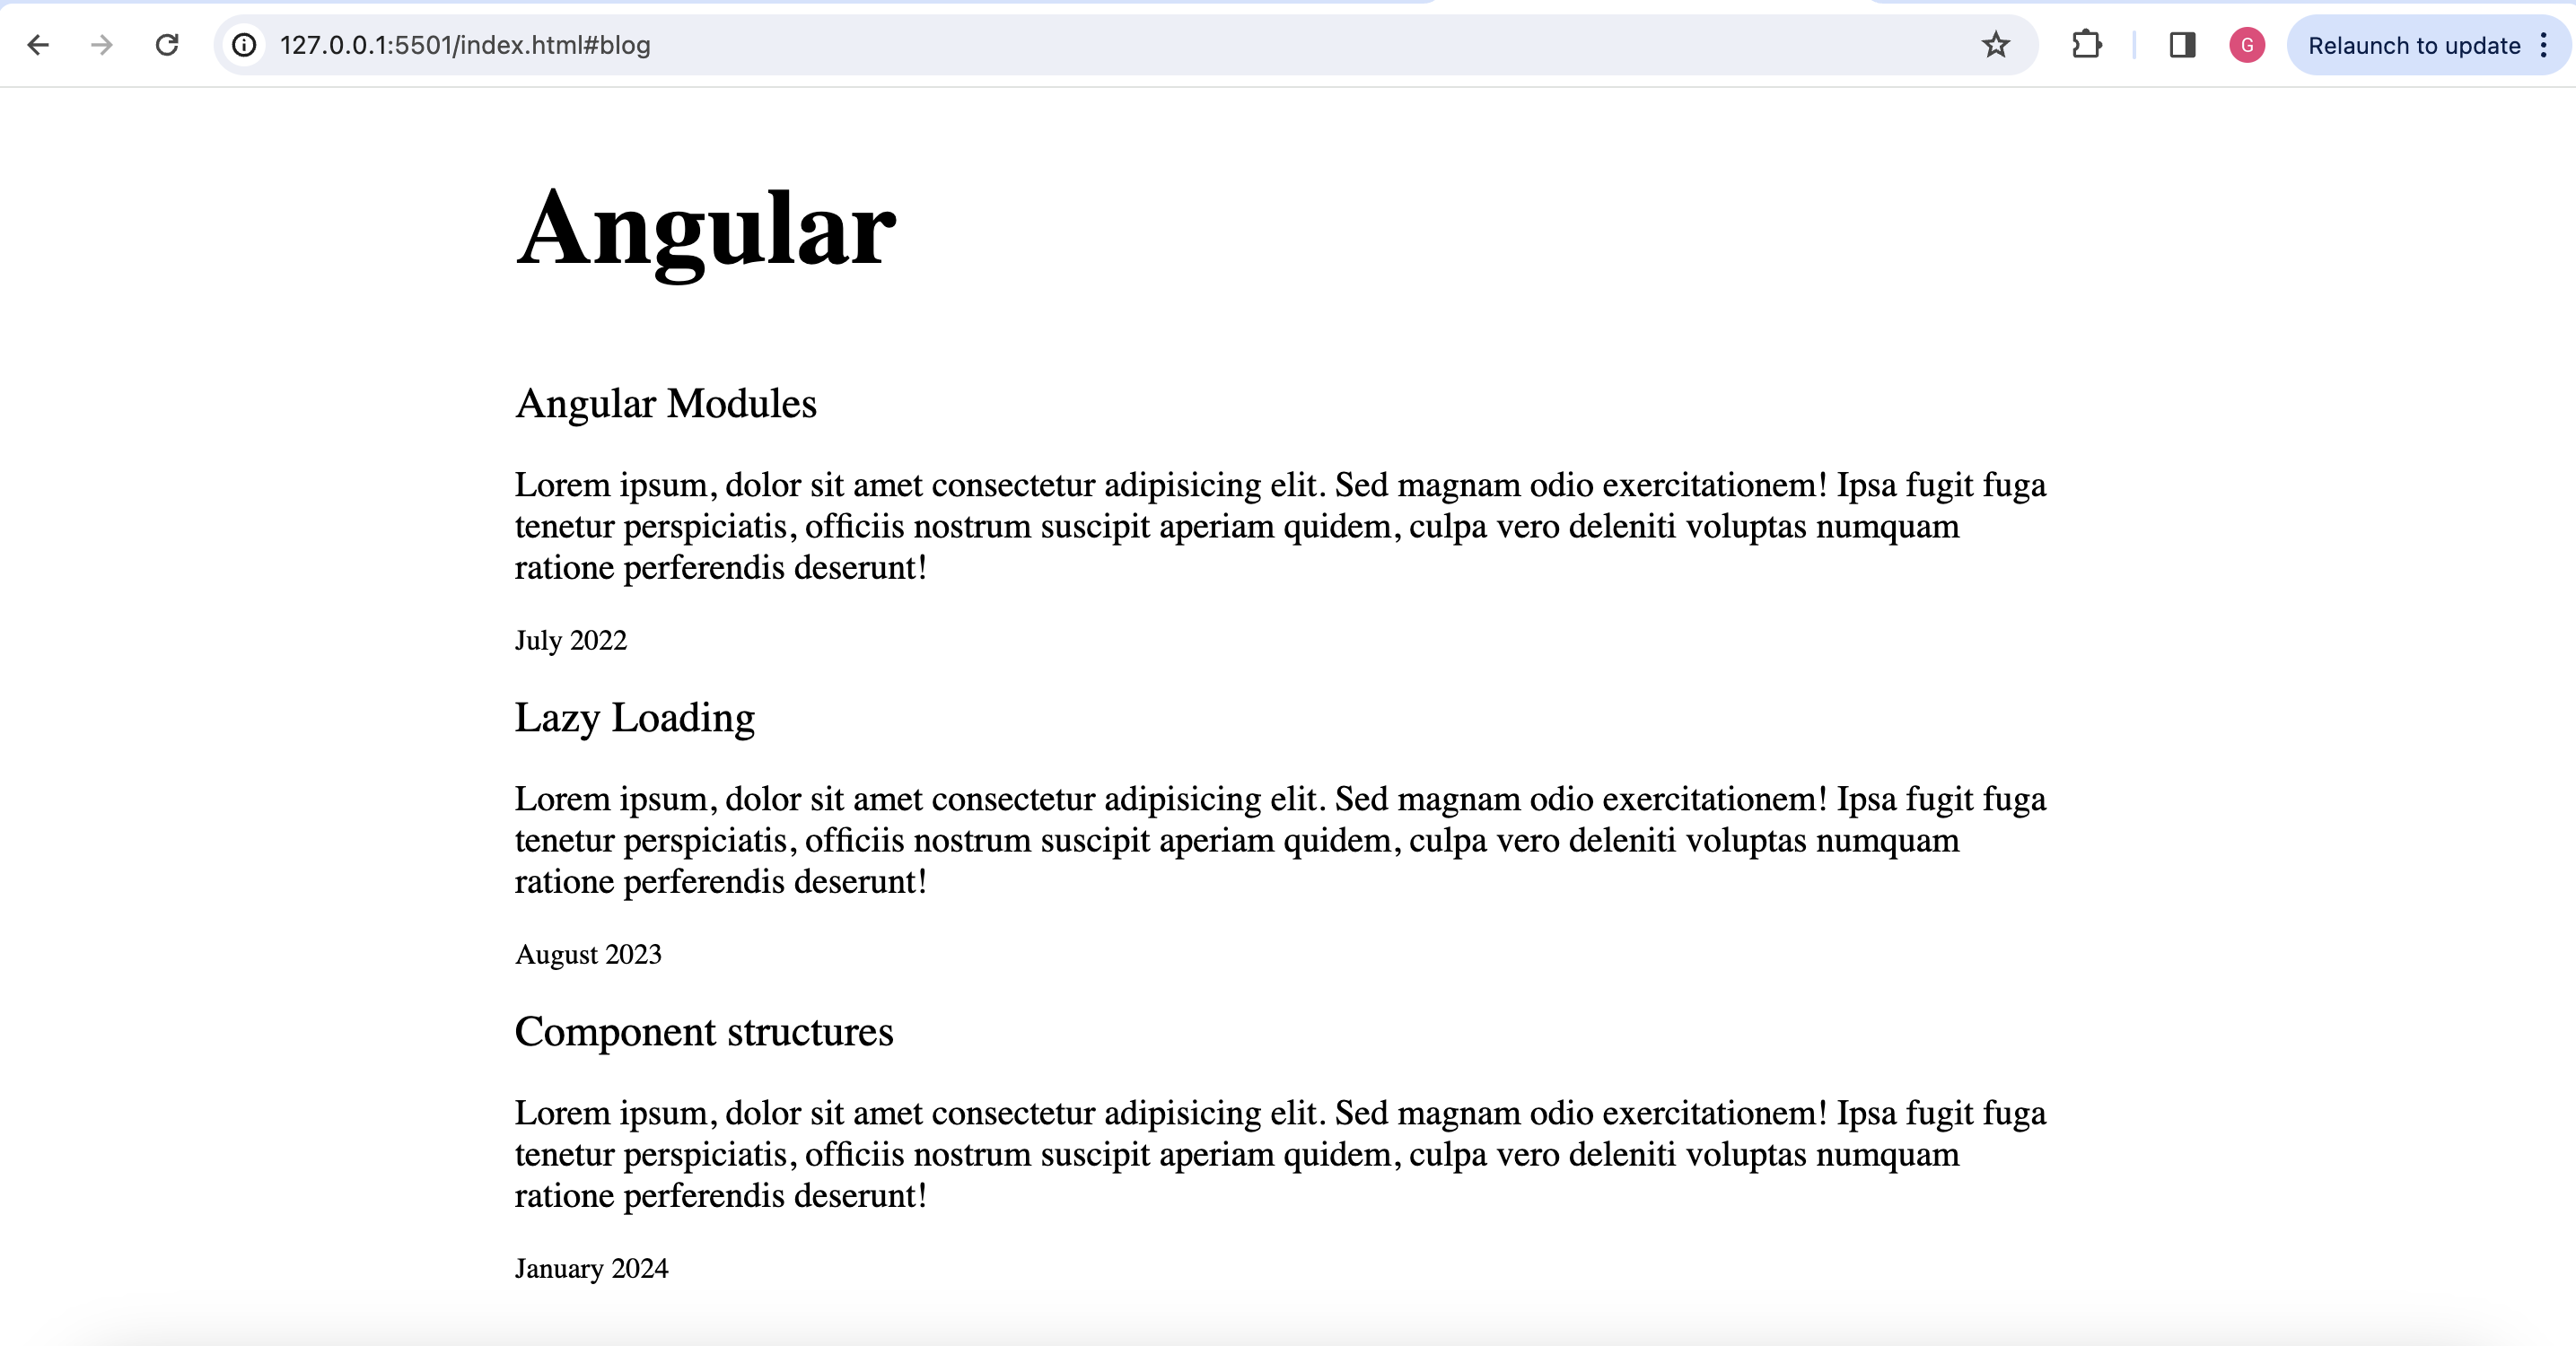 127.0.0.1:5501/index.html#blog
G
Relaunch to update
Angular
Angular Modules
Lorem ipsum, dolor sit amet consectetur adipisicing elit. Sed magnam odio exercitationem! Ipsa fugit fuga
tenetur perspiciatis, officiis nostrum suscipit aperiam quidem, culpa vero deleniti voluptas numquam
ratione perferendis deserunt!
July 2022
Lazy Loading
Lorem ipsum, dolor sit amet consectetur adipisicing elit. Sed magnam odio exercitationem! Ipsa fugit fuga
tenetur perspiciatis, officiis nostrum suscipit aperiam quidem, culpa vero deleniti voluptas numquam
ratione perferendis deserunt!
August 2023
Component structures
Lorem ipsum, dolor sit amet consectetur adipisicing elit. Sed magnam odio exercitationem! Ipsa fugit fuga
tenetur perspiciatis, officiis nostrum suscipit aperiam quidem, culpa vero deleniti voluptas numquam
ratione perferendis deserunt!
January 2024